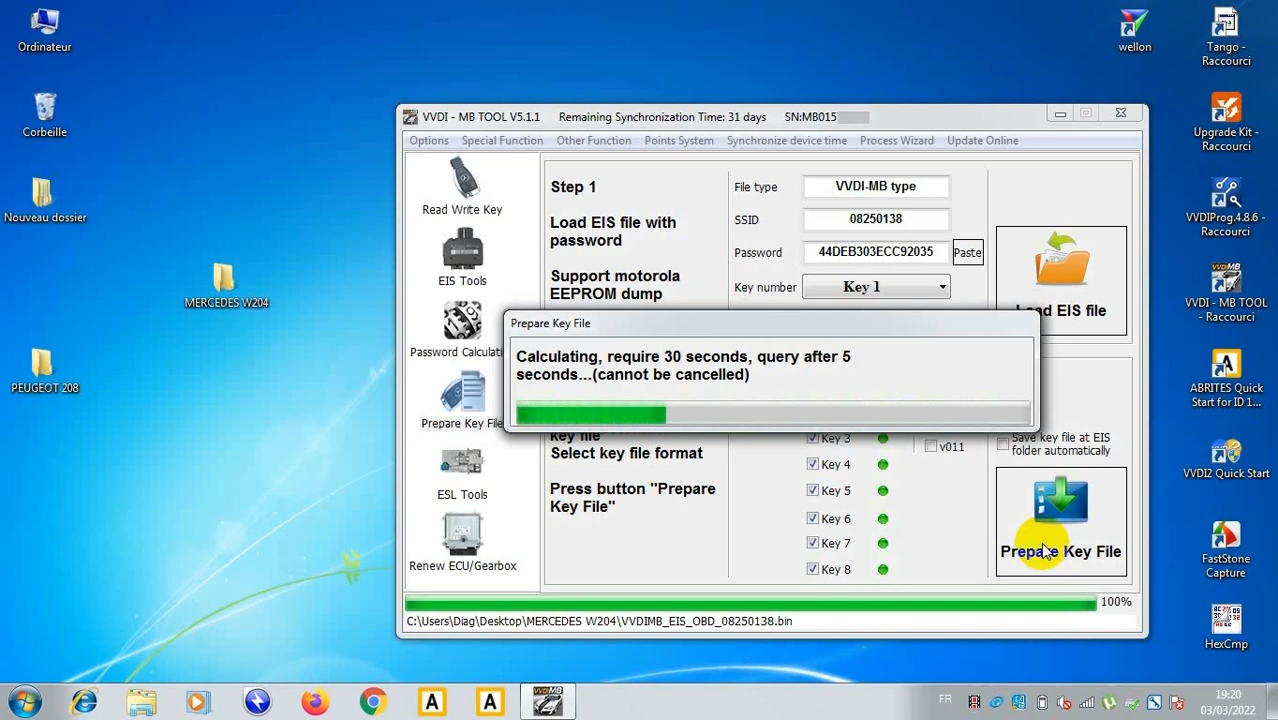 Ordinateur
Corbeille
Nouveau dossier
MERCEDES W204
PEUGEOT 208
wellon
Tango -
Raccourci
Upgrade Kit -
Raccourci
VVDIProg.4.8.6 -
Raccourci
VVDI - MB TOOL
- Raccourci
ABRITES Quick
Start for ID 1...
VVDI2 Quick Start
FastStone
Capture
HexCmp
VVDI - MB TOOL V5.1.1 Remaining Synchronization Time: 31 days SN:MB015
Options Special Function Other Function Points System Synchronize device time Process Wizard Update Online
Read Write Key
EIS Tools
Password Calculati
Prepare Key File
ESL Tools
Renew ECU/Gearbox
Step 1
Load EIS file with
password
Support motorola
EEPROM dump
File type VVDI-MB type
SSID 08250138
Password 44DEB303ECC92035 Paste
Key number Key 1
ad EIS file
Prepare Key File
Calculating, require 30 seconds, query after 5
seconds...(cannot be cancelled)
key file
Select key file format
Press button "Prepare
Key File"
Key 3
Key 4
Key 5
Key 6
Key 7
Key 8
v011
Save key file at EIS
folder automatically
Prepare Key File
100%
C:\Users\Diag\Desktop\MERCEDES W204\VVDIMB_EIS_OBD_08250138.bin
FR
19:20
03/03/2022